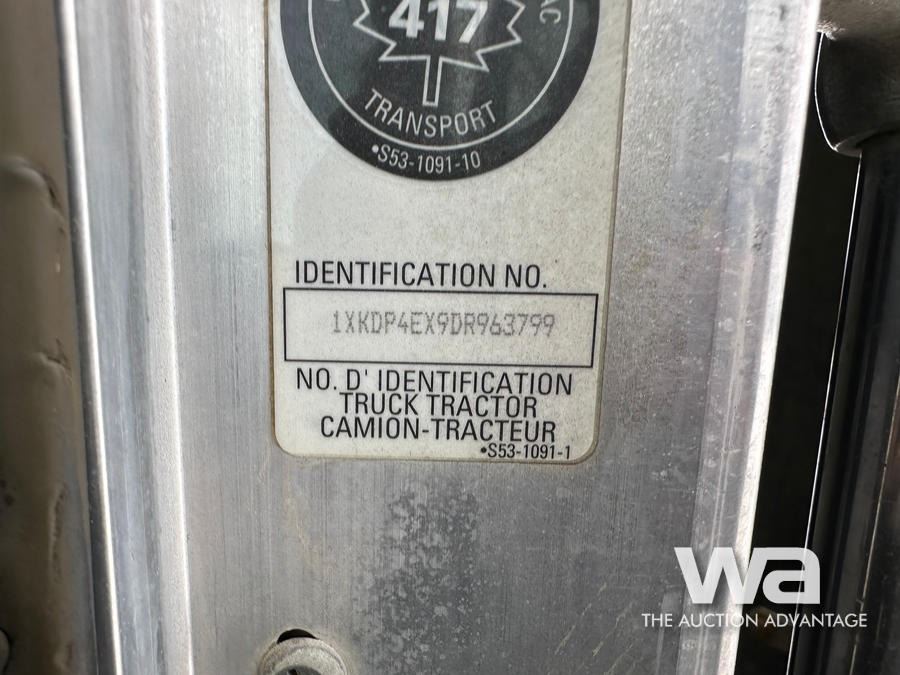 AC
417
TRANSPORT
•S53-1091-10
IDENTIFICATION NO.
1XKDP4EX9DR963799
NO. D' IDENTIFICATION
TRUCK TRACTOR
CAMION-TRACTEUR
•S53-1091-1
wa
THE AUCTION ADVANTAGE